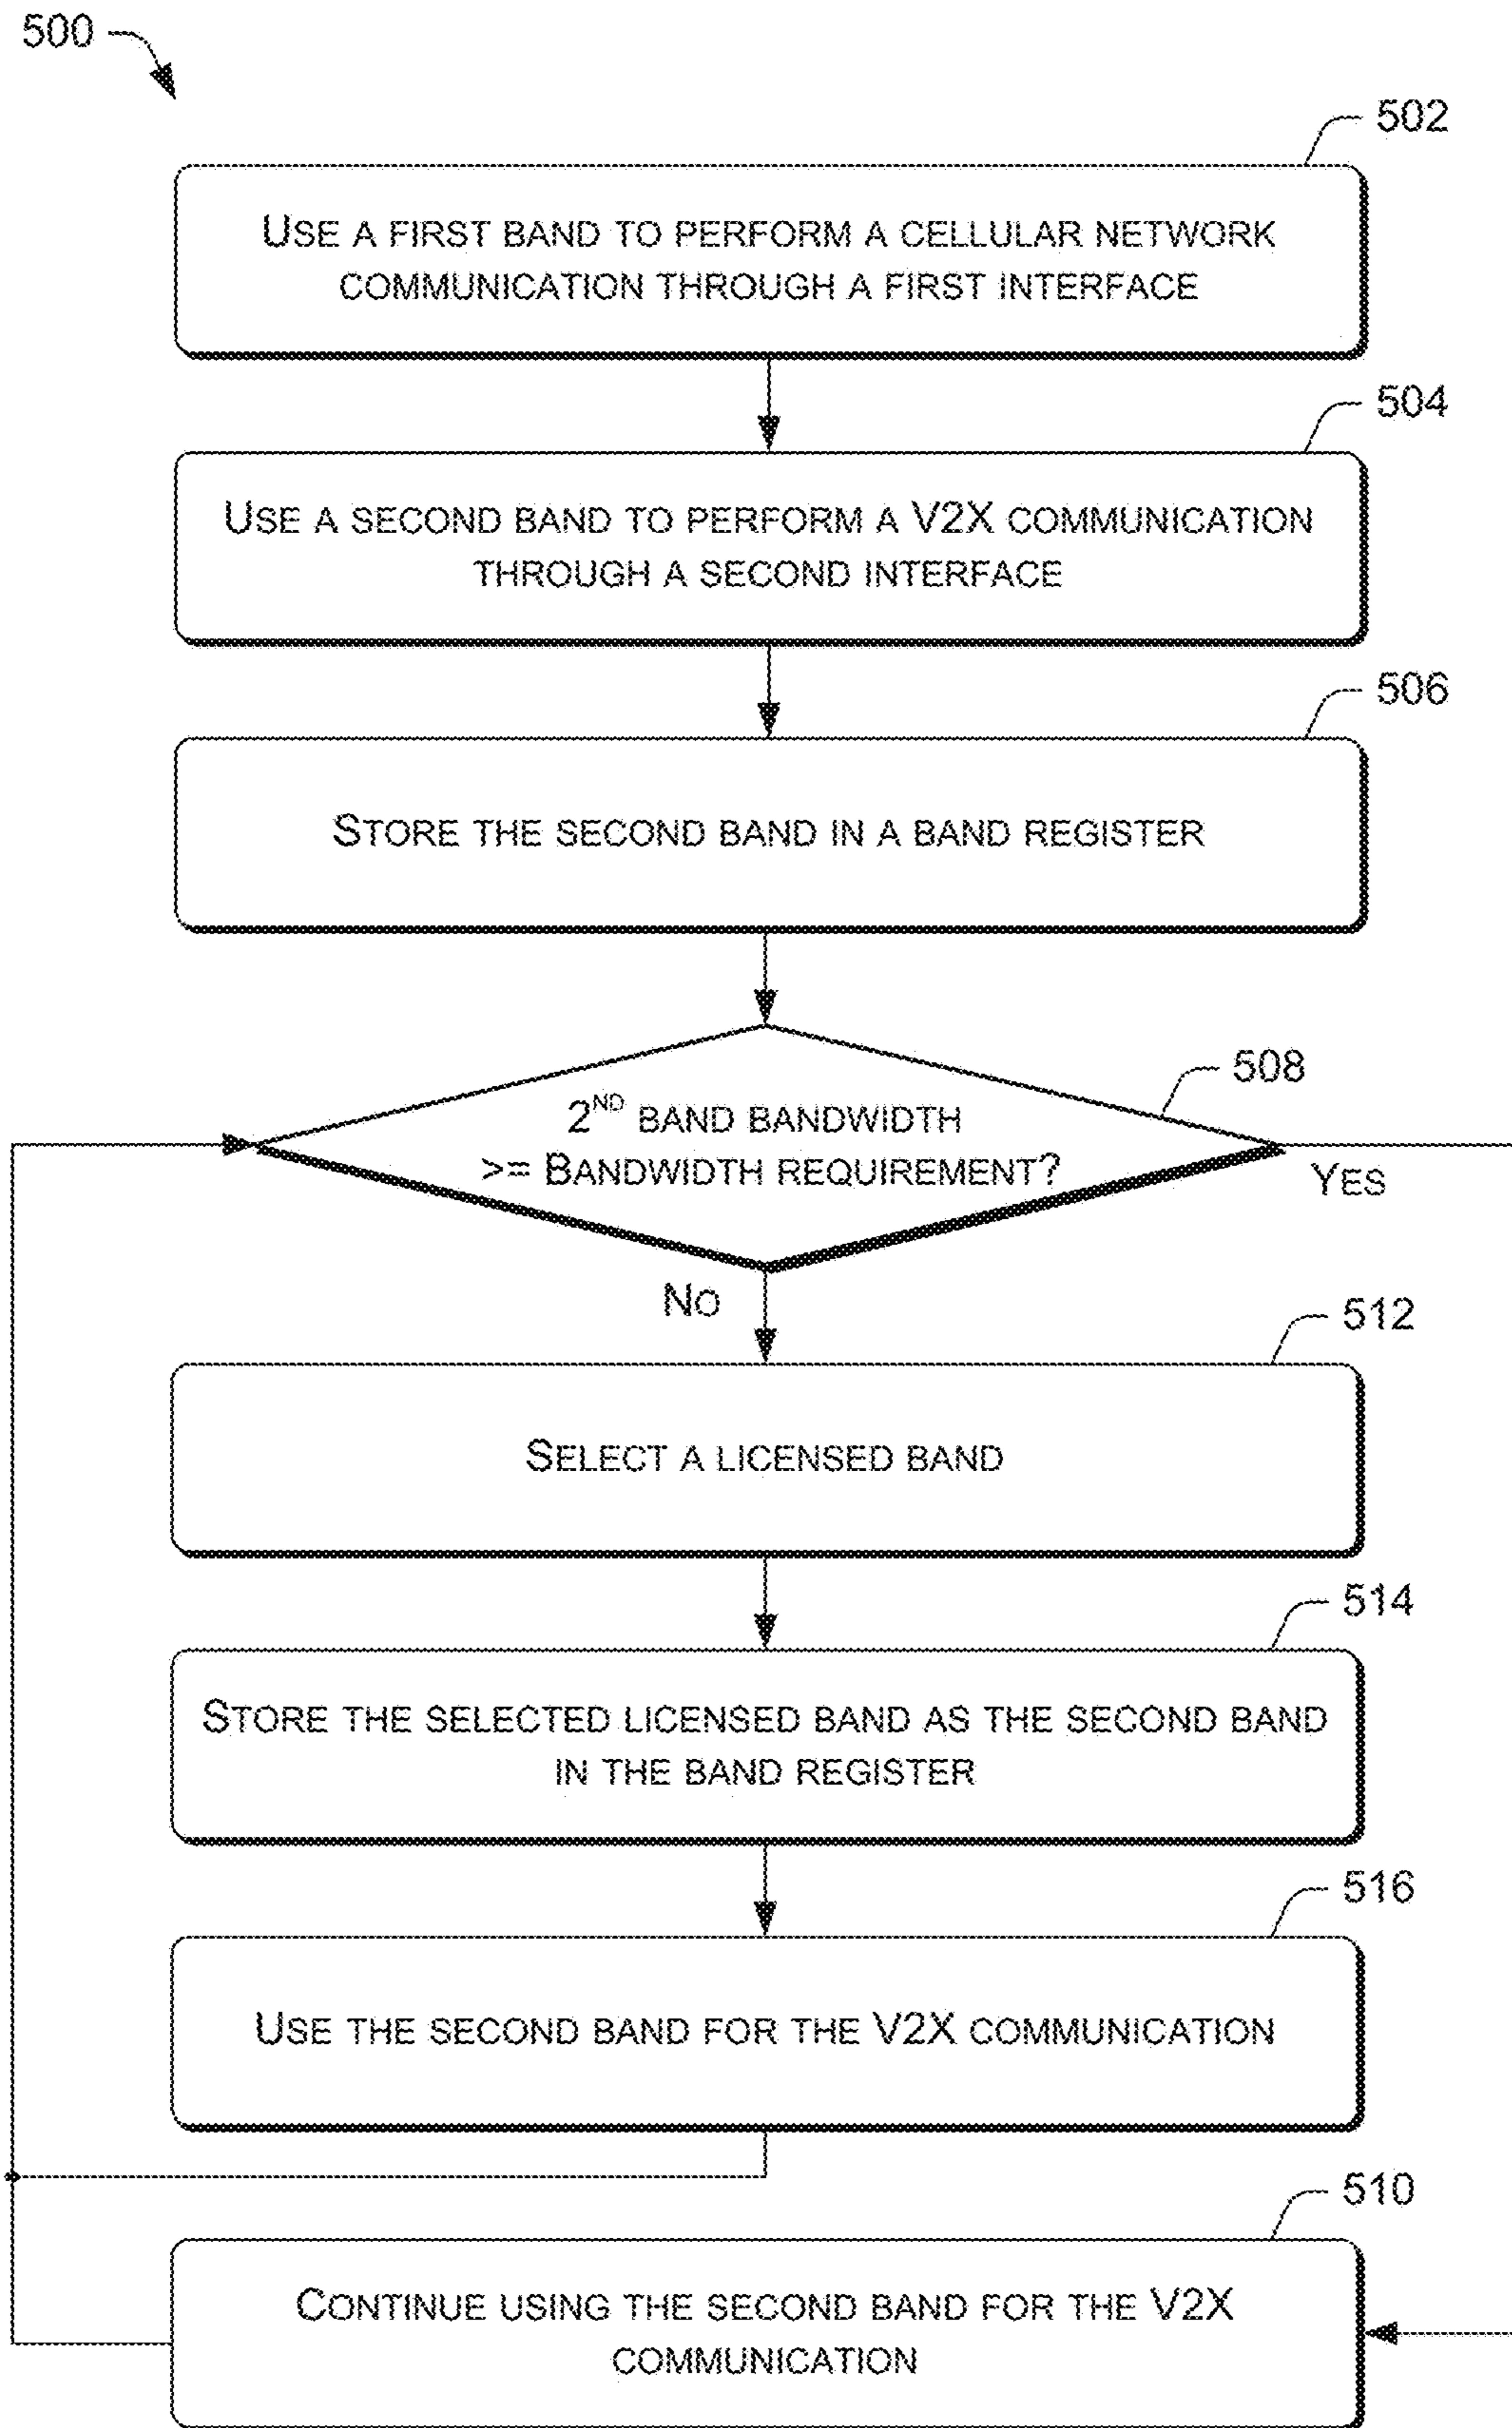 500
502
USE A FIRST BAND TO PERFORM A CELLULAR NETWORK
COMMUNICATION THROUGH A FIRST INTERFACE
504
USE A SECOND BAND TO PERFORM A V2X COMMUNICATION
THROUGH A SECOND INTERFACE
506
STORE THE SECOND BAND IN A BAND REGISTER
508
2ND BAND BANDWIDTH
>= BANDWIDTH REQUIREMENT?
YES
NO
512
SELECT A LICENSED BAND
514
STORE THE SELECTED LICENSED BAND AS THE SECOND BAND
IN THE BAND REGISTER
516
USE THE SECOND BAND FOR THE V2X COMMUNICATION
510
CONTINUE USING THE SECOND BAND FOR THE V2X
COMMUNICATION